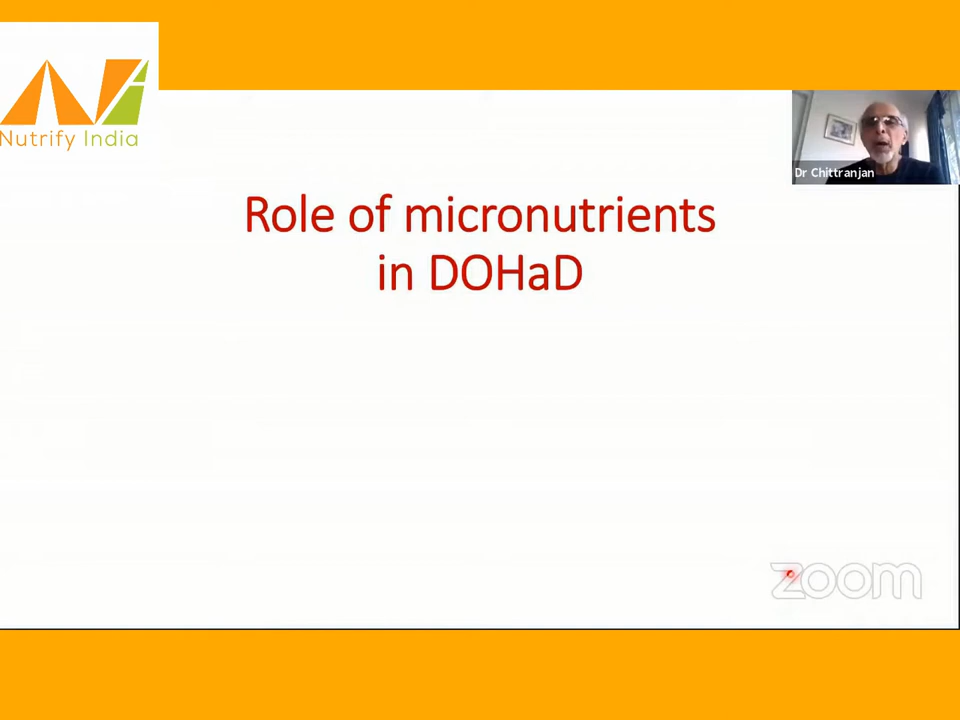 Nutrify India
Dr Chittranjan
Role of micronutrients
in DOHaD
zoom